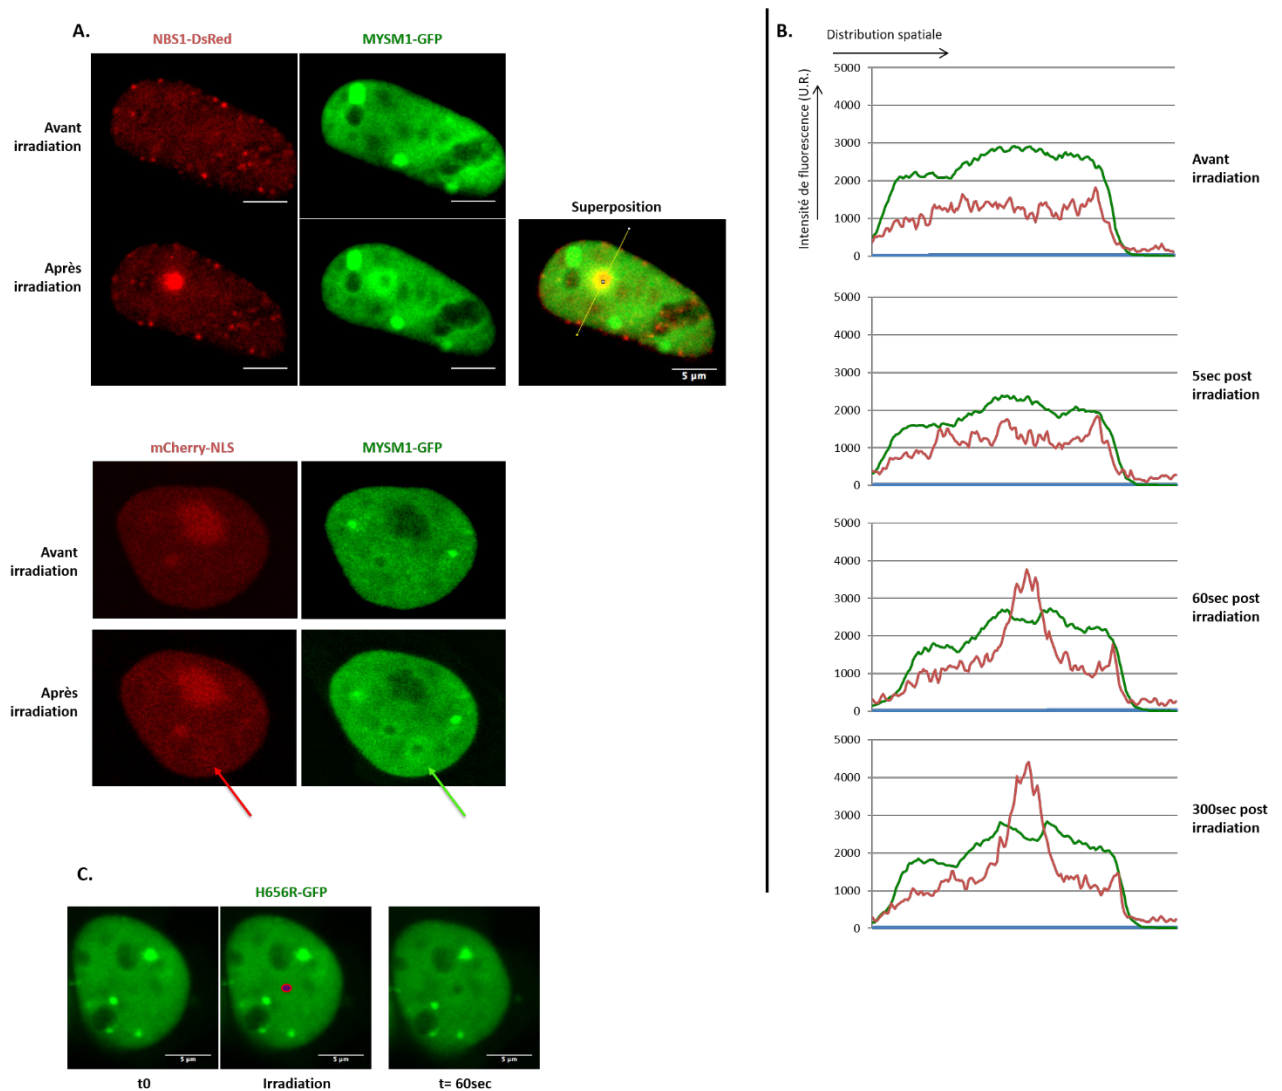 A.
NBS1-DsRed
MYSM1-GFP
Avant
irradiation
Après
irradiation
Superposition
5 µm
mCherry-NLS
MYSM1-GFP
Avant
irradiation
Après
irradiation
C.
H656R-GFP
5 µm
5 µm
5 µm
t0
Irradiation
t= 60sec
B.
Distribution spatiale
Intensité de fluorescence (U.R.)
5000
4000
3000
2000
1000
0
Avant
irradiation
5000
4000
3000
2000
1000
0
5sec post
irradiation
5000
4000
3000
2000
1000
0
60sec post
irradiation
5000
4000
3000
2000
1000
0
300sec post
irradiation